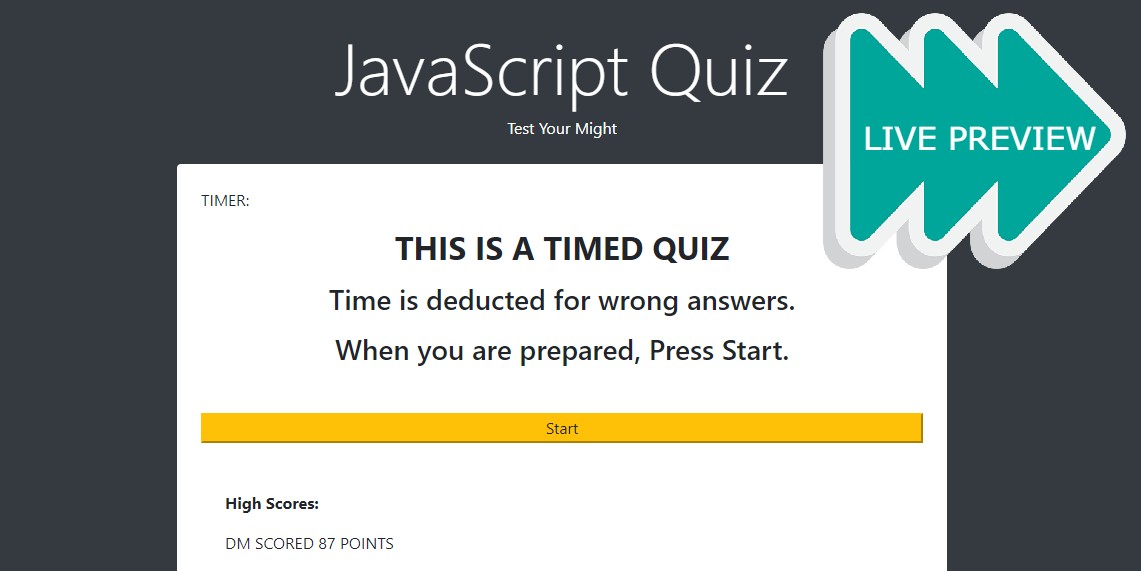 JavaScript Quiz
Test Your Might
LIVE PREVIEW
TIMER:
THIS IS A TIMED QUIZ
Time is deducted for wrong answers.
When you are prepared, Press Start.
Start
High Scores:
DM SCORED 87 POINTS